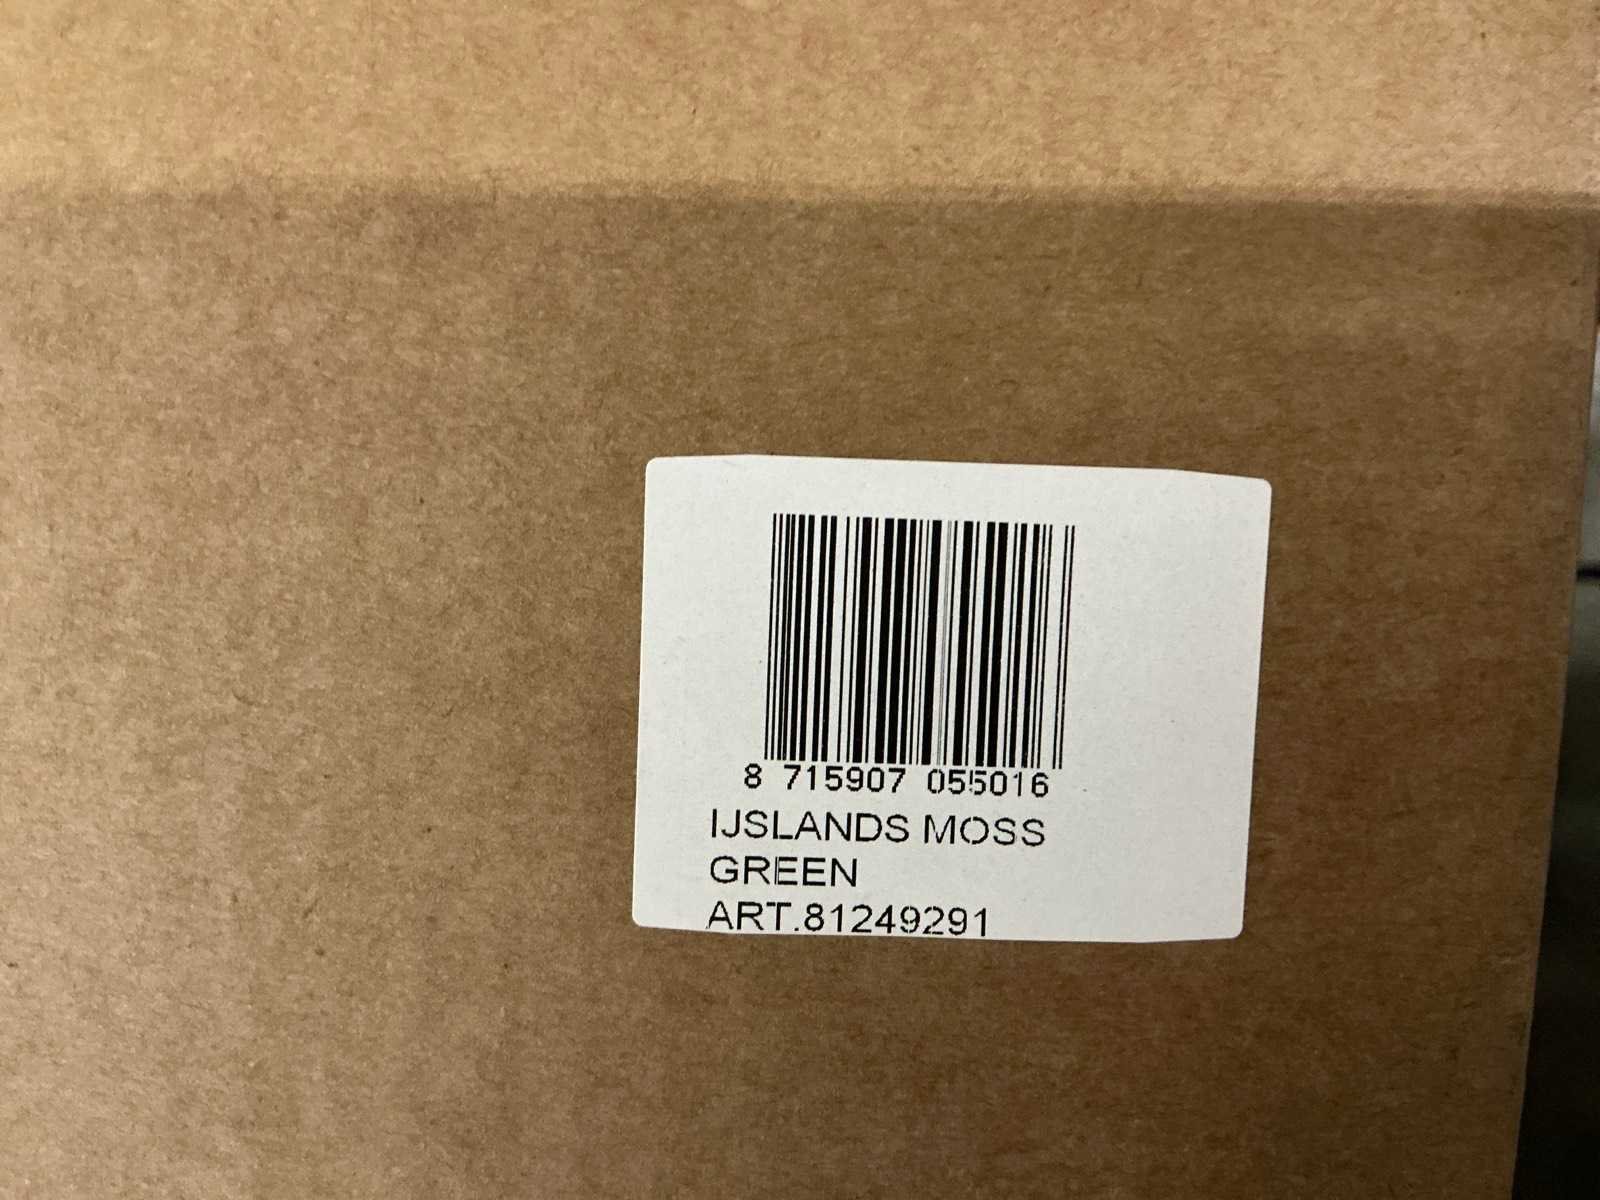 8 715907 055016
IJSLANDS MOSS
GREEN
ART.81249291